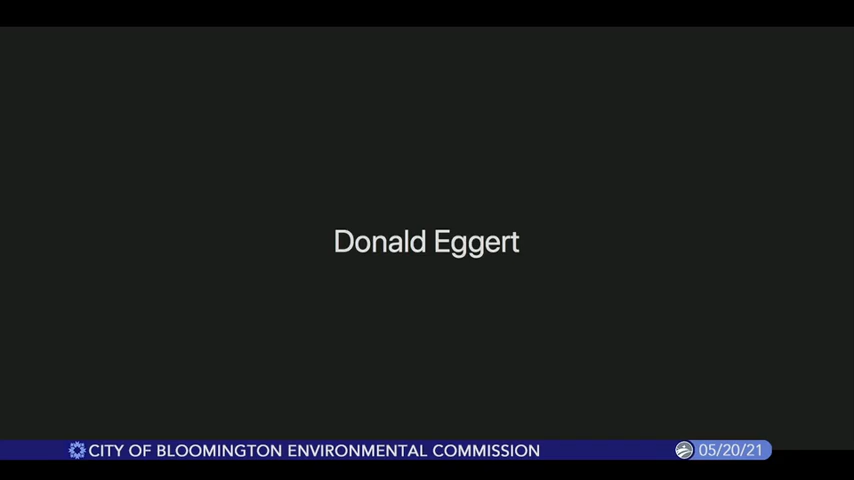 Donald Eggert
CITY OF BLOOMINGTON ENVIRONMENTAL COMMISSION
05/20/21